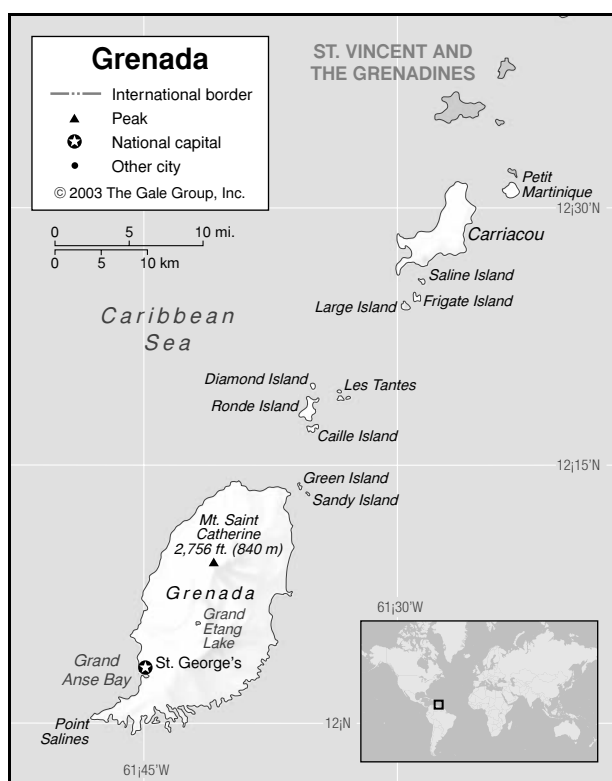 Grenada
International border
Peak
National capital
Other city
© 2003 The Gale Group, Inc.
0 5 10 mi.
0 5 10 km
ST. VINCENT AND
THE GRENADINES
Petit
Martinique
12¡30'N
Carriacou
Saline Island
Frigate Island
Large Island
Caribbean
Sea
Diamond Island
Les Tantes
Ronde Island
Caille Island
12¡15'N
Green Island
Sandy Island
Mt. Saint
Catherine
2,756 ft. (840 m)
Grenada
Grand
Etang
Lake
61¡30'W
St. George's
Grand
Anse Bay
Point
Salines
12¡N
61¡45'W